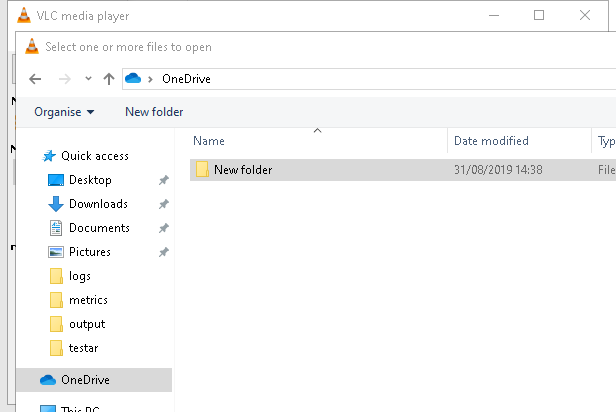 VLC media player
Select one or more files to open
OneDrive
Organise New folder
Name Date modified Typ
Quick access
New folder 31/08/2019 14:38 File
Desktop
Downloads
Documents
Pictures
logs
metrics
output
testar
OneDrive
This PC